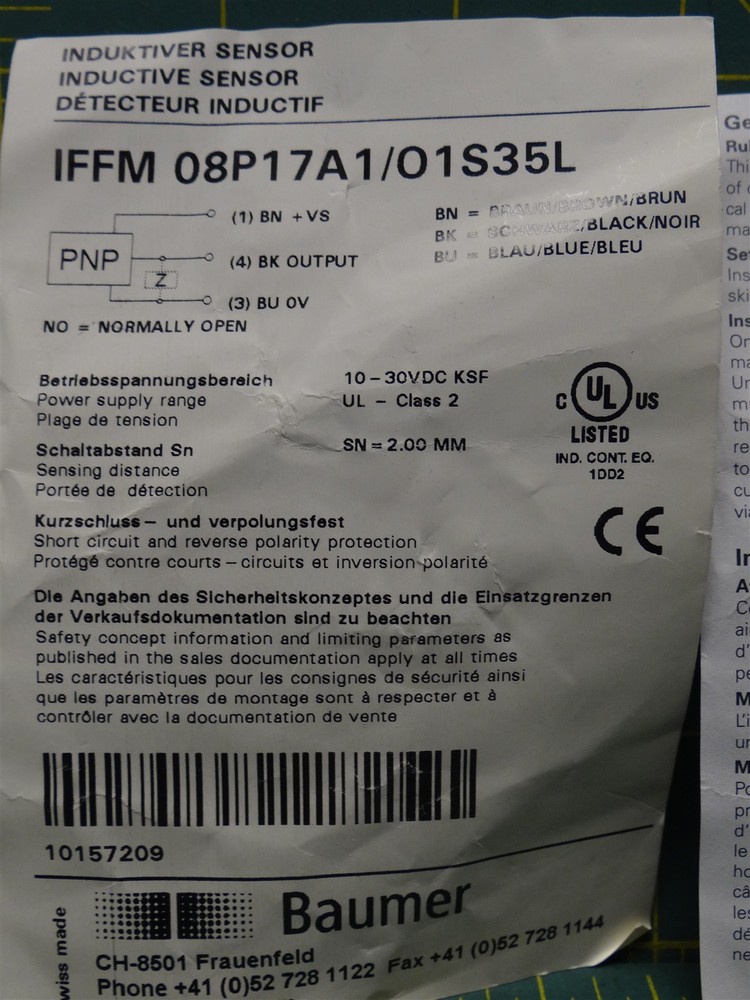 INDUKTIVER SENSOR
INDUCTIVE SENSOR
DÉTECTEUR INDUCTIF
IFFM 08P17A1/O1S35L
(1) BN +VS
PNP
(4) BK OUTPUT
Z
(3) BU 0V
NO = NORMALLY OPEN
BN = BRAUN/BROWN/BRUN
BK = SCHWARZ/BLACK/NOIR
BU = BLAU/BLUE/BLEU
Betriebsspannungsbereich 10-30VDC KSF
Power supply range UL - Class 2
Plage de tension
Schaltabstand Sn SN = 2.00 MM
Sensing distance
Portée de détection
C UL US
LISTED
IND. CONT. EQ.
1DD2
Kurzschluss- und verpolungsfest
Short circuit and reverse polarity protection
Protégé contre courts-circuits et inversion polarité
CE
Die Angaben des Sicherheitskonzeptes und die Einsatzgrenzen
der Verkaufsdokumentation sind zu beachten
Safety concept information and limiting parameters as
published in the sales documentation apply at all times
Les caractéristiques pour les consignes de sécurité ainsi
que les paramètres de montage sont à respecter et à
contrôler avec la documentation de vente
10157209
wiss made
Baumer
CH-8501 Frauenfeld
Phone +41 (0)52 728 1122 Fax +41 (0)52 728 1144